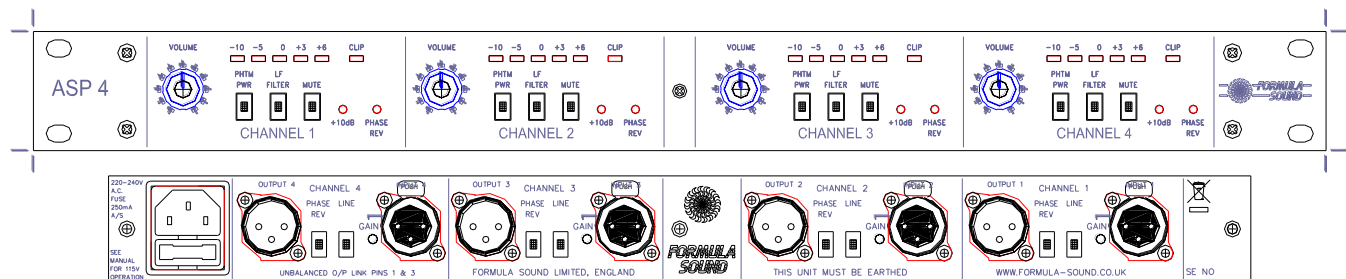 ASP 4
VOLUME -10 -5 0 +3 +6 CLIP
PHTM PWR LF FILTER MUTE
+10dB PHASE REV
CHANNEL 1
VOLUME -10 -5 0 +3 +6 CLIP
PHTM PWR LF FILTER MUTE
+10dB PHASE REV
CHANNEL 2
VOLUME -10 -5 0 +3 +6 CLIP
PHTM PWR LF FILTER MUTE
+10dB PHASE REV
CHANNEL 3
VOLUME -10 -5 0 +3 +6 CLIP
PHTM PWR LF FILTER MUTE
+10dB PHASE REV
CHANNEL 4
FORMULA
SOUND
220-240V
A.C.
FUSE
250mA
A/S
SEE
MANUAL
FOR 115V
OPERATION
OUTPUT 4
CHANNEL 4
PHASE REV LINE
GAIN
PUSH
UNBALANCED O/P LINK PINS 1 & 3
OUTPUT 3
CHANNEL 3
PHASE REV LINE
GAIN
PUSH
FORMULA SOUND LIMITED, ENGLAND
FORMULA
SOUND
OUTPUT 2
CHANNEL 2
PHASE REV LINE
GAIN
PUSH
THIS UNIT MUST BE EARTHED
OUTPUT 1
CHANNEL 1
PHASE REV LINE
GAIN
PUSH
WWW.FORMULA-SOUND.CO.UK
SE NO